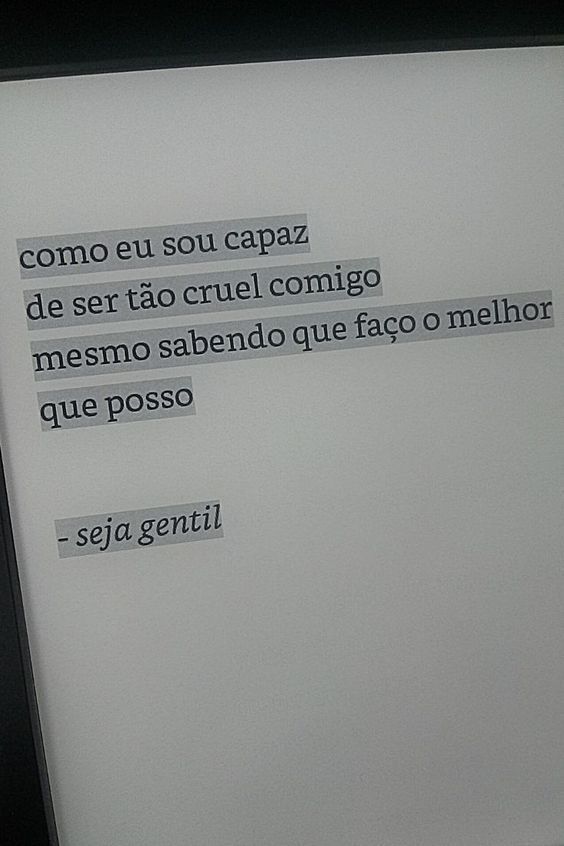 como eu sou capaz
de ser tão cruel comigo
mesmo sabendo que faço o melhor
que posso
- seja gentil